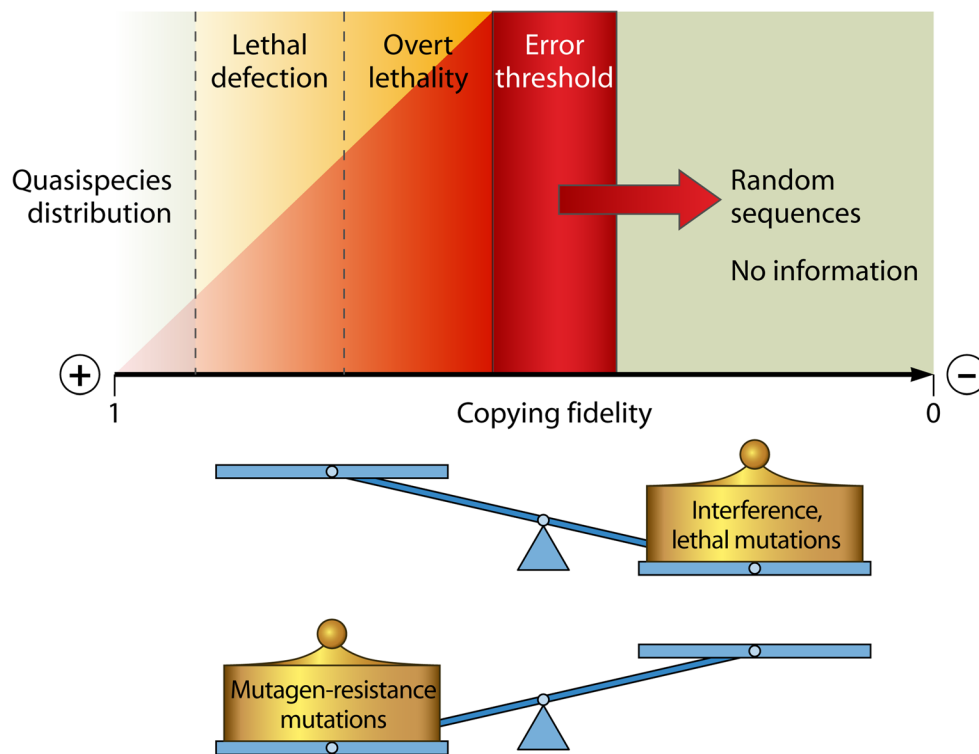 Lethal
defection
Overt
lethality
Error
threshold
Quasispecies
distribution
Random
sequences
No information
+
−
1
Copying fidelity
0
Interference,
lethal mutations
Mutagen-resistance
mutations